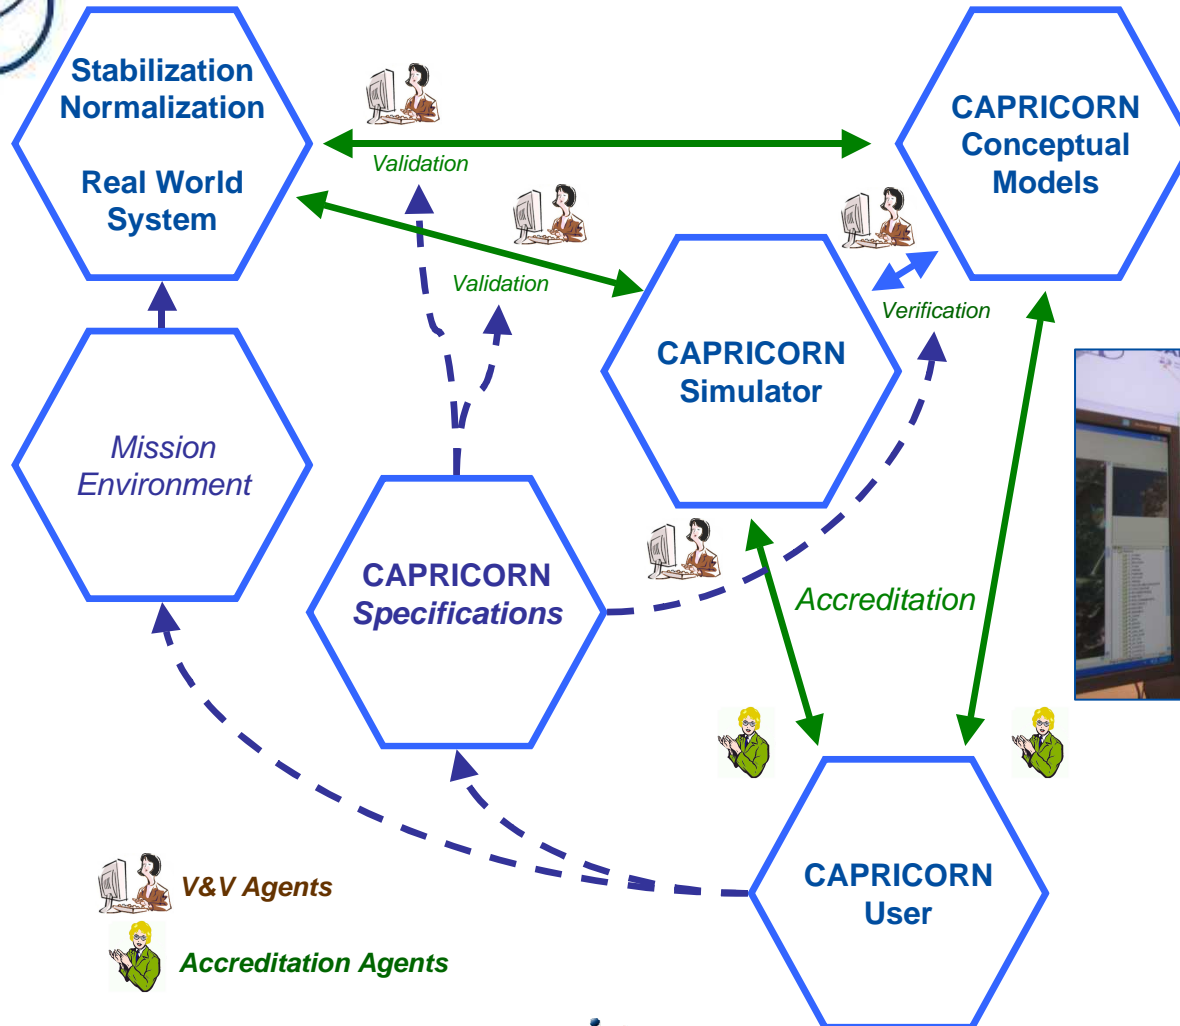 Stabilization
Normalization
Real World
System
CAPRICORN
Conceptual
Models
Validation
Validation
Verification
CAPRICORN
Simulator
Mission
Environment
CAPRICORN
Specifications
Accreditation
CAPRICORN
User
V&V Agents
Accreditation Agents